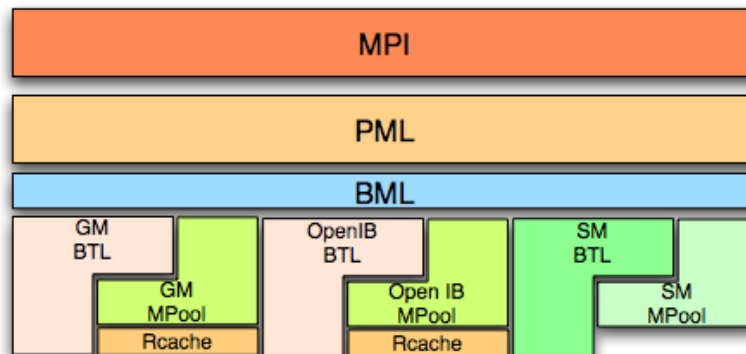 MPI
PML
BML
GM
BTL
GM
MPool
Rcache
OpenIB
BTL
Open IB
MPool
Rcache
SM
BTL
SM
MPool